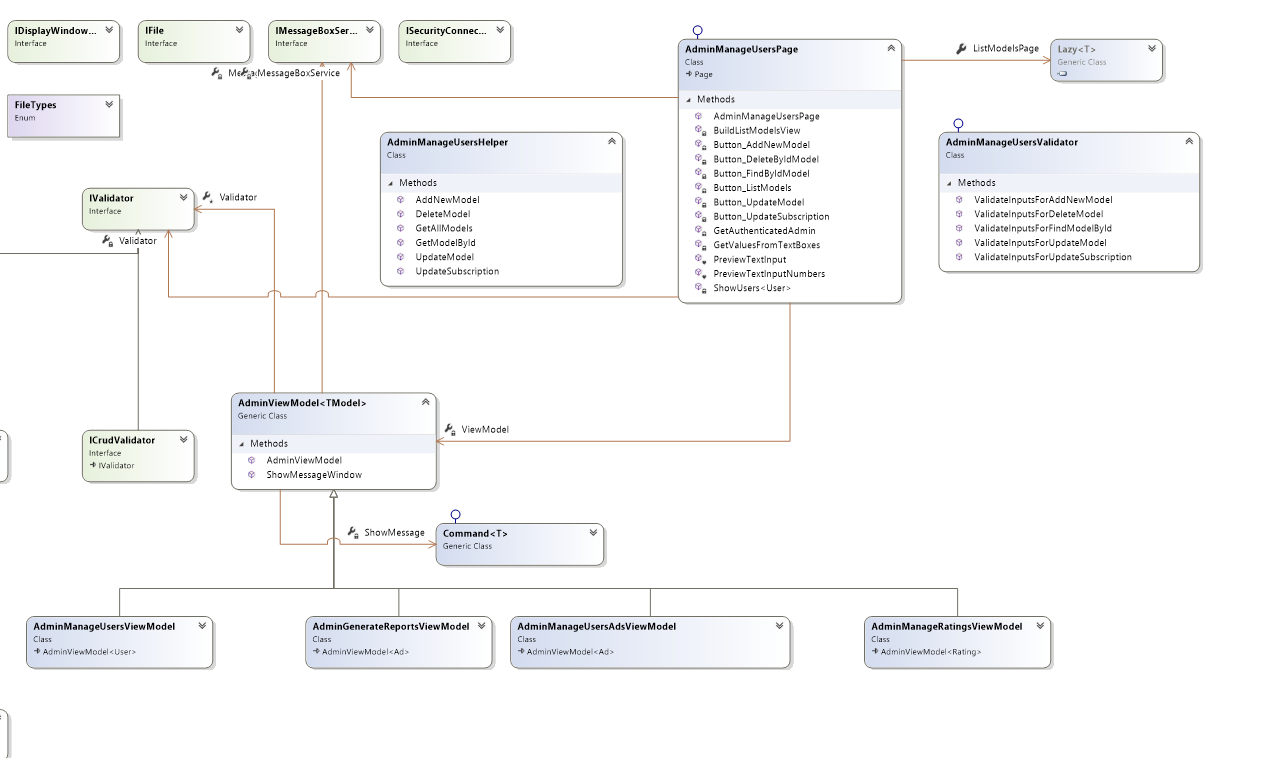 IDisplayWindow...
Interface
IFile
Interface
IMessageBoxSer...
Interface
ISecurityConnec...
Interface
MessageBoxService
AdminManageUsersPage
Class
Page
Methods
AdminManageUsersPage
BuildListModelsView
Button_AddNewModel
Button_DeleteByIdModel
Button_FindByIdModel
Button_ListModels
Button_UpdateModel
Button_UpdateSubscription
GetAuthenticatedAdmin
GetValuesFromTextBoxes
PreviewTextInput
PreviewTextInputNumbers
ShowUsers<User>
ListModelsPage
Lazy<T>
Generic Class
FileTypes
Enum
AdminManageUsersHelper
Class
Methods
AddNewModel
DeleteModel
GetAllModels
GetModelById
UpdateModel
UpdateSubscription
AdminManageUsersValidator
Class
Methods
ValidateInputsForAddNewModel
ValidateInputsForDeleteModel
ValidateInputsForFindModelById
ValidateInputsForUpdateModel
ValidateInputsForUpdateSubscription
IValidator
Interface
Validator
Validator
AdminViewModel<TModel>
Generic Class
Methods
AdminViewModel
ShowMessageWindow
ViewModel
ICrudValidator
Interface
IValidator
ShowMessage
Command<T>
Generic Class
AdminManageUsersViewModel
Class
AdminViewModel<User>
AdminGenerateReportsViewModel
Class
AdminViewModel<Ad>
AdminManageUsersAdsViewModel
Class
AdminViewModel<Ad>
AdminManageRatingsViewModel
Class
AdminViewModel<Rating>